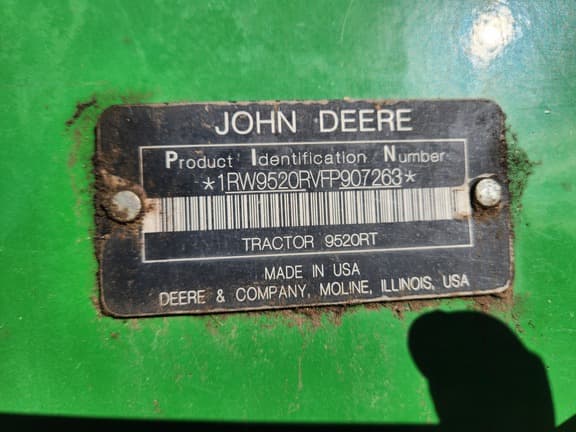 JOHN DEERE
Product Identification Number
*1RW9520RVFP907263*
TRACTOR 9520RT
MADE IN USA
DEERE & COMPANY, MOLINE, ILLINOIS, USA